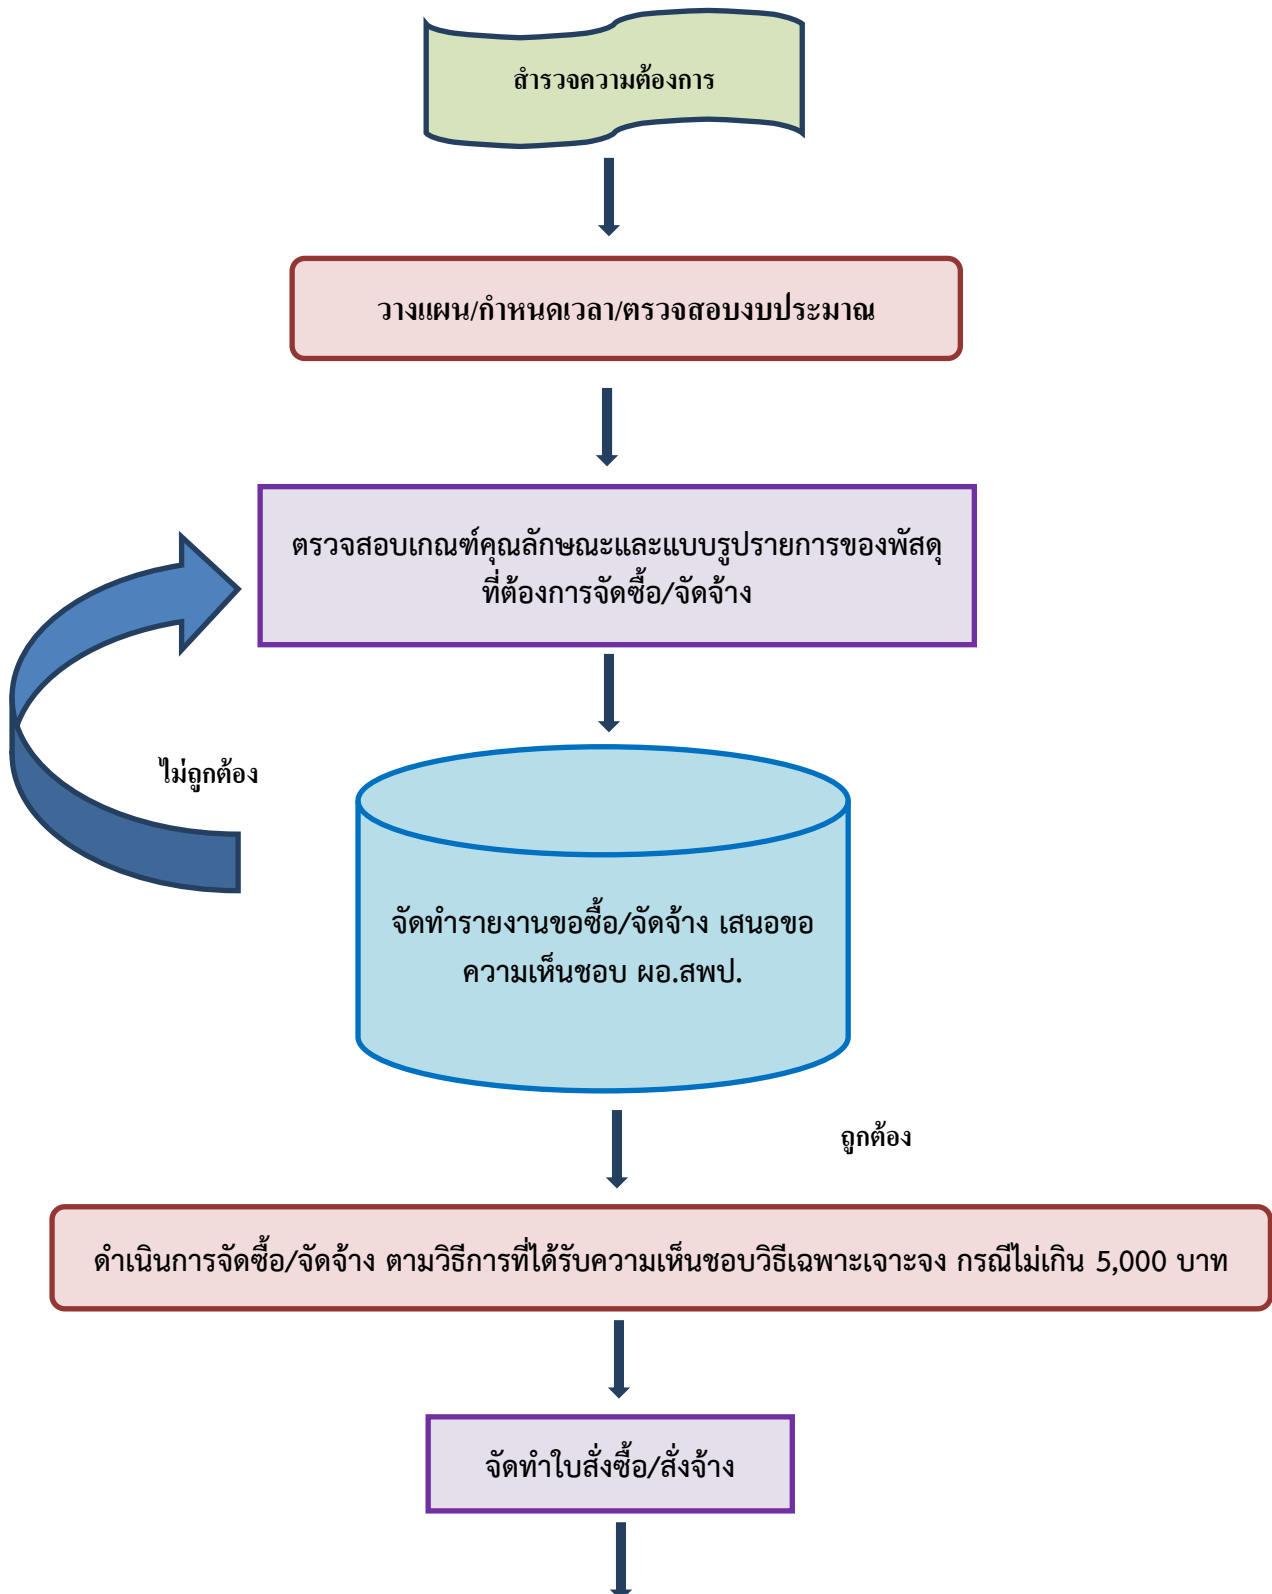 สำรวจความต้องการ
วางแผน/กำหนดเวลา/ตรวจสอบงบประมาณ
ตรวจสอบเกณฑ์คุณลักษณะและแบบรูปรายการของพัสดุ
ที่ต้องการจัดซื้อ/จัดจ้าง
ไม่ถูกต้อง
จัดทำรายงานขอซื้อ/จัดจ้าง เสนอขอ
ความเห็นชอบ ผอ.สพป.
ถูกต้อง
ดำเนินการจัดซื้อ/จัดจ้าง ตามวิธีการที่ได้รับความเห็นชอบวิธีเฉพาะเจาะจง กรณีไม่เกิน 5,000 บาท
จัดทำใบสั่งซื้อ/สั่งจ้าง